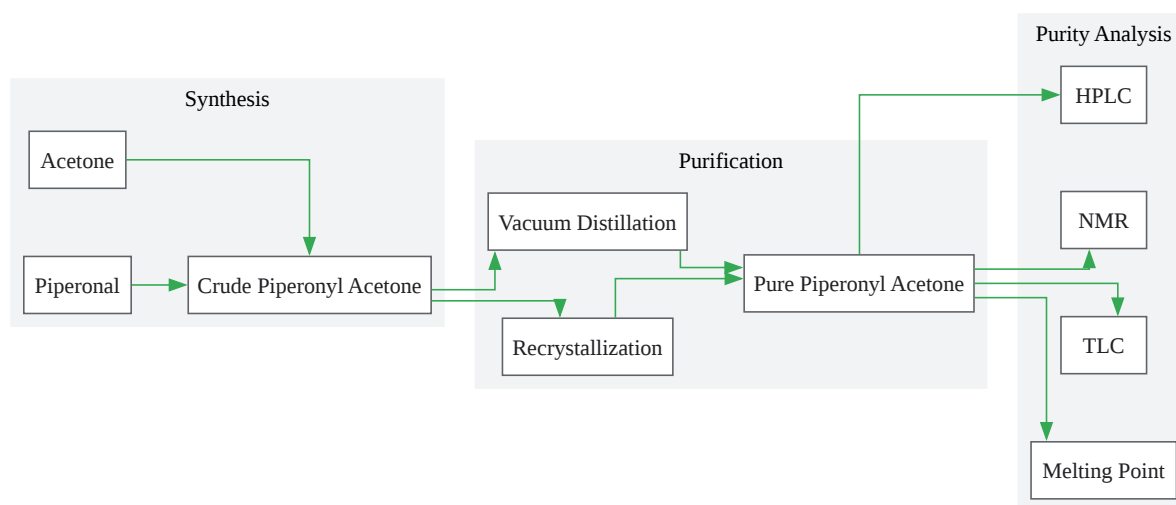 Synthesis
Acetone
Piperonal
Crude Piperonyl Acetone
Purification
Vacuum Distillation
Recrystallization
Pure Piperonyl Acetone
Purity Analysis
HPLC
NMR
TLC
Melting Point